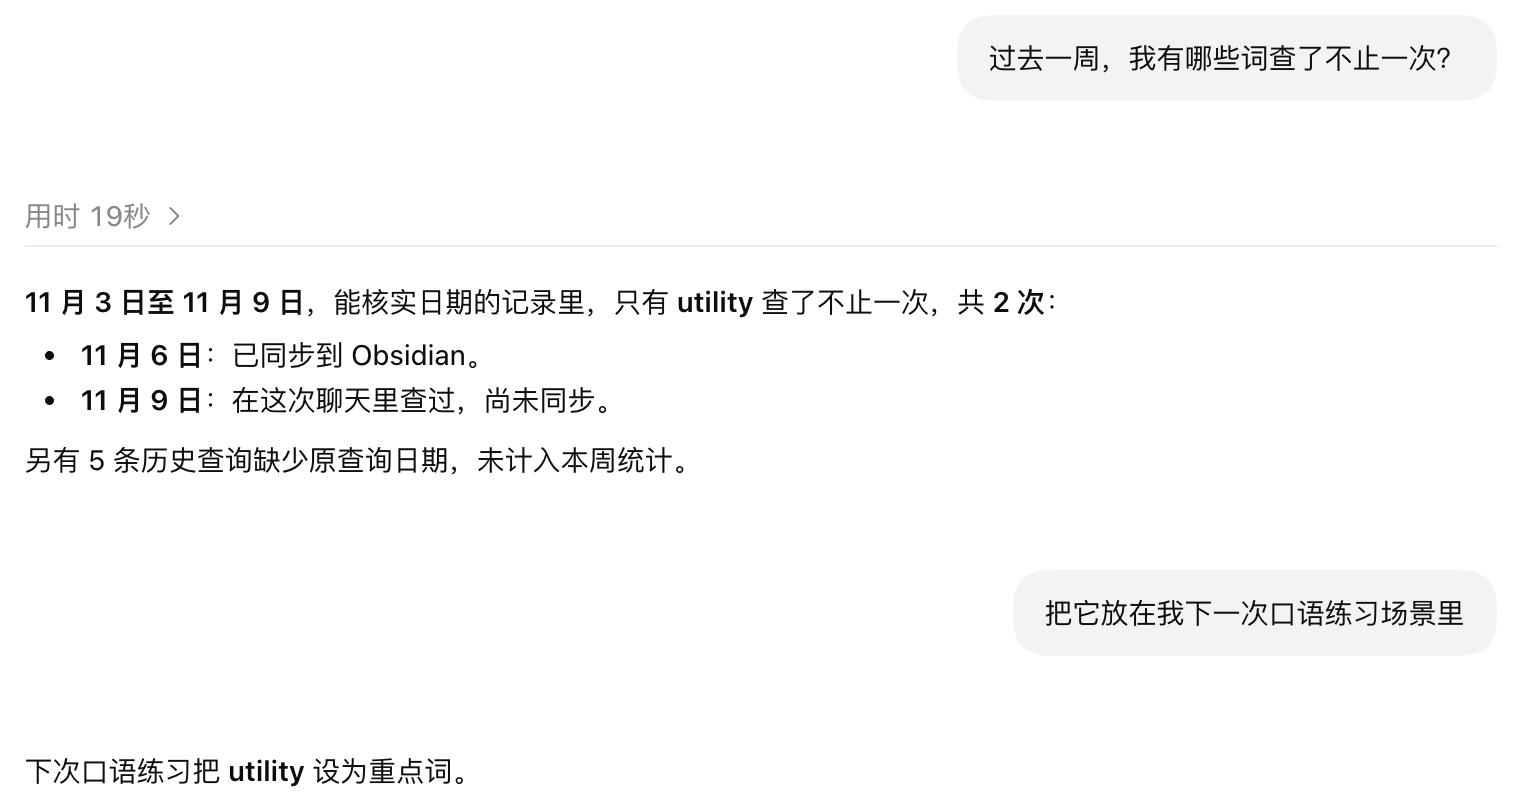 过去一周，我有哪些词查了不止一次？
用时 19秒 >
11 月 3 日至 11 月 9 日，能核实日期的记录里，只有 utility 查了不止一次，共 2 次：
• 11 月 6 日：已同步到 Obsidian。
• 11 月 9 日：在这次聊天里查过，尚未同步。
另有 5 条历史查询缺少原查询日期，未计入本周统计。
把它放在我下一次口语练习场景里
下次口语练习把 utility 设为重点词。